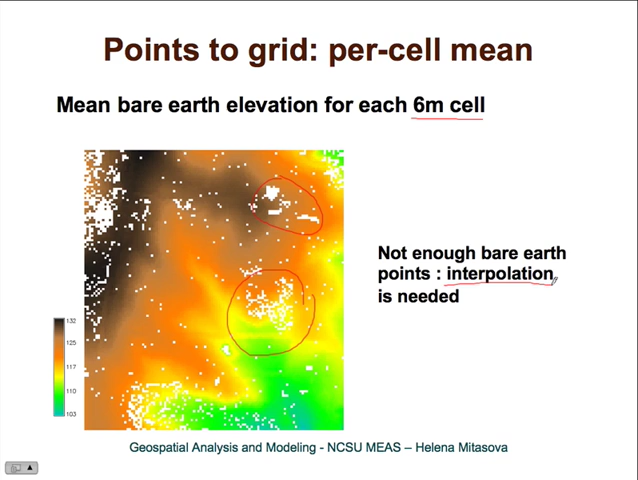 Points to grid: per-cell mean
Mean bare earth elevation for each 6m cell
Not enough bare earth
points : interpolation
is needed
132
125
117
110
103
Geospatial Analysis and Modeling - NCSU MEAS – Helena Mitasova